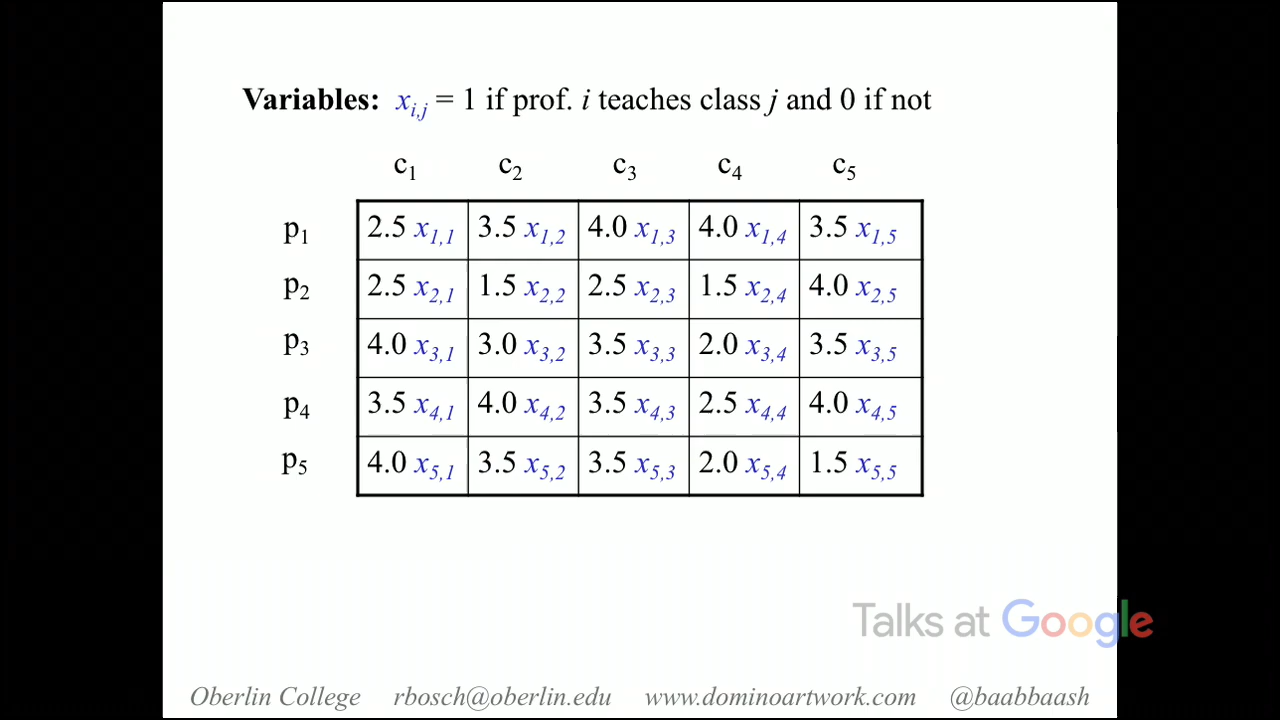 Variables: xi,j = 1 if prof. i teaches class j and 0 if not
c1 c2 c3 c4 c5
p1 2.5 x1,1 3.5 x1,2 4.0 x1,3 4.0 x1,4 3.5 x1,5
p2 2.5 x2,1 1.5 x2,2 2.5 x2,3 1.5 x2,4 4.0 x2,5
p3 4.0 x3,1 3.0 x3,2 3.5 x3,3 2.0 x3,4 3.5 x3,5
p4 3.5 x4,1 4.0 x4,2 3.5 x4,3 2.5 x4,4 4.0 x4,5
p5 4.0 x5,1 3.5 x5,2 3.5 x5,3 2.0 x5,4 1.5 x5,5
Talks at Google
Oberlin College rbosch@oberlin.edu www.dominoartwork.com @baabbaash